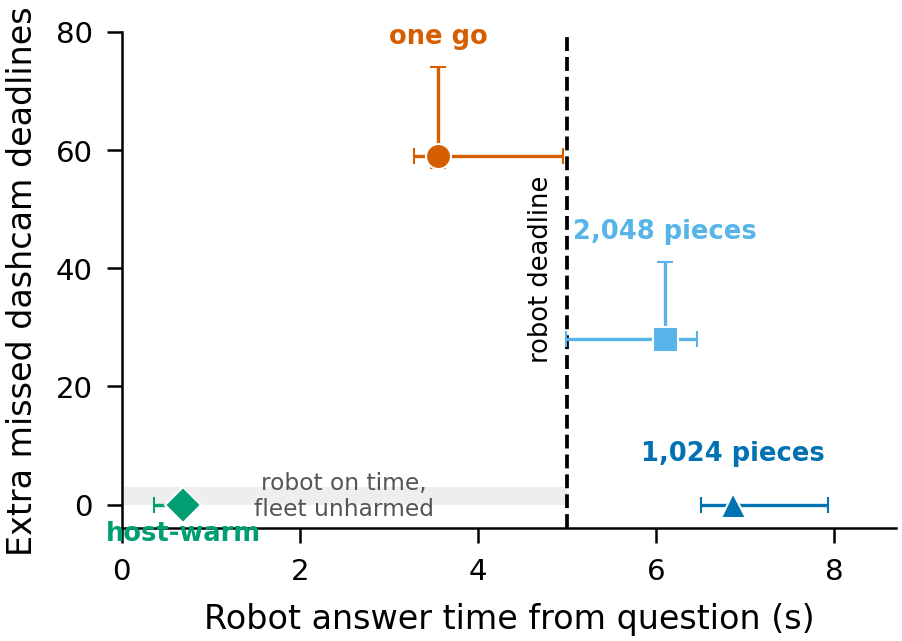 one go
80
60
40
20
0
Extra missed dashcam deadlines
robot deadline
2,048 pieces
1,024 pieces
robot on time,
fleet unharmed
host-warm
0
2
4
6
8
Robot answer time from question (s)